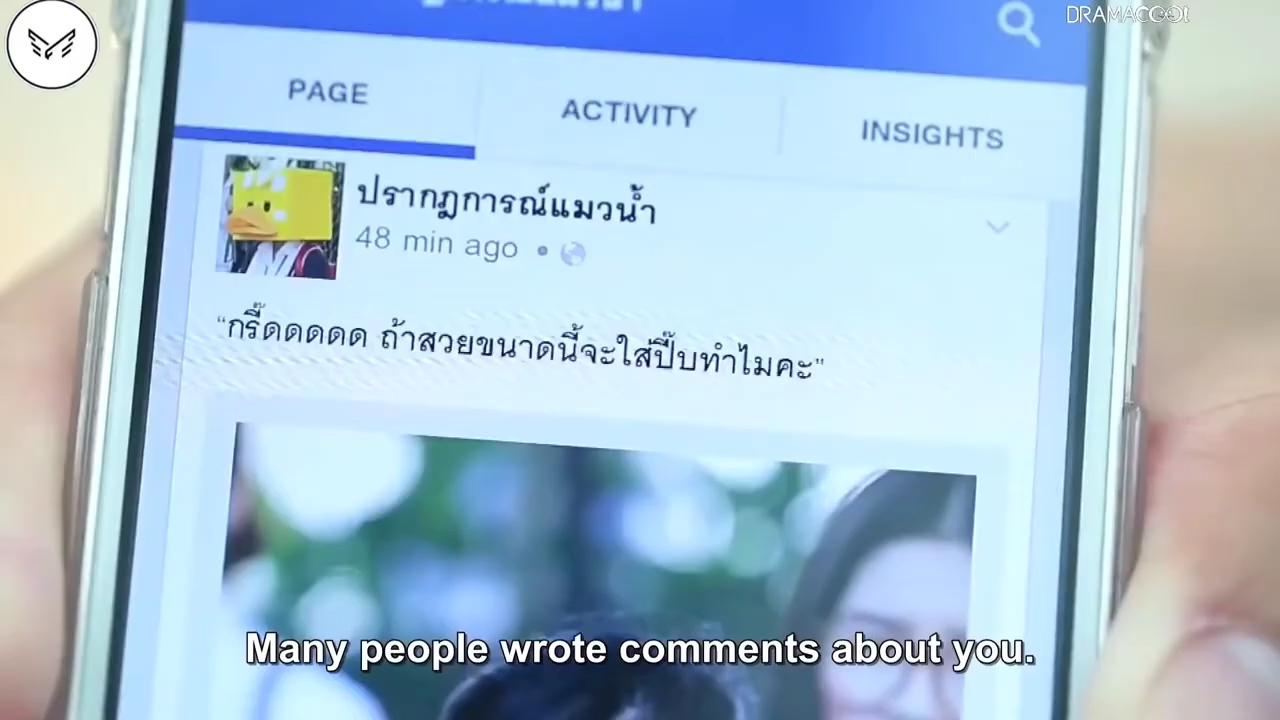 DRAMACOOL
PAGE
ACTIVITY
INSIGHTS
ปรากฏการณ์แมวน้ำ
48 min ago
“กรี๊ดดดดด ถ้าสวยขนาดนี้จะใส่ปี๊บทำไมคะ”
Many people wrote comments about you.